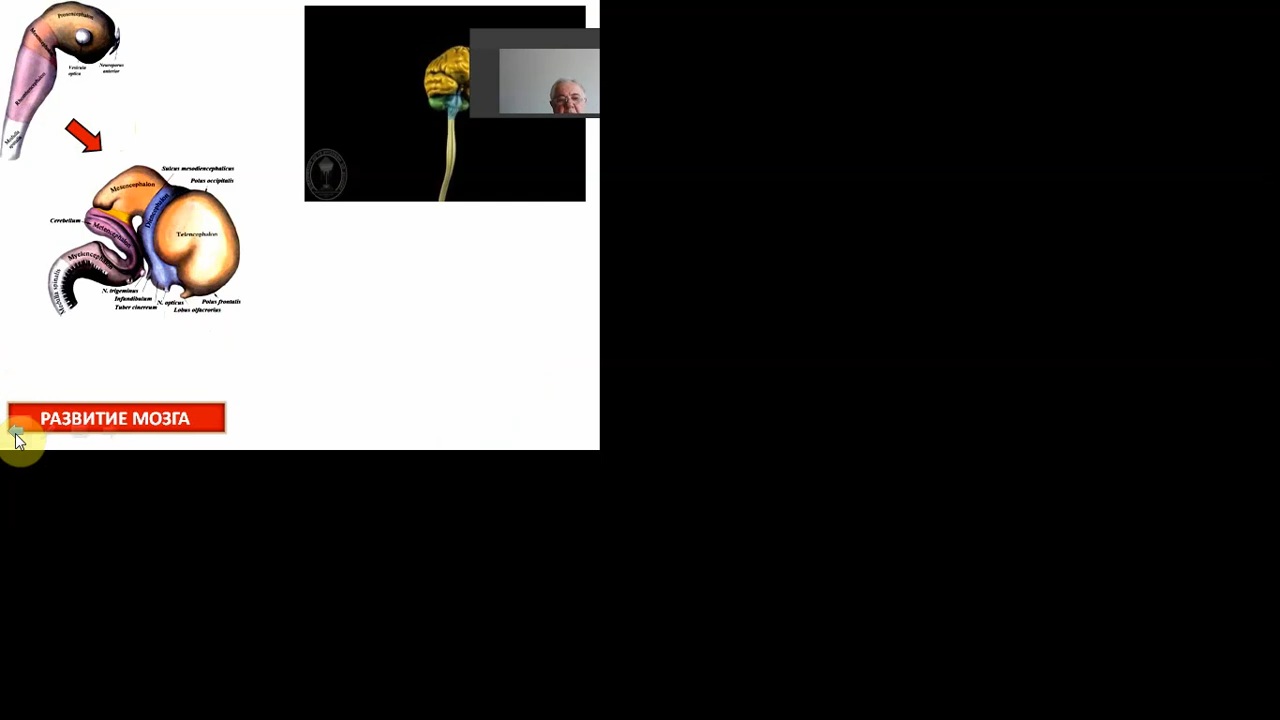 Prosencephalon
Mesencephalon
Vesicula
optica
Neuroporus
anterior
Rhombencephalon
Medulla
spinalis
Sulcus mesodiencephalicus
Polus occipitalis
Mesencephalon
Diencephalon
Cerebellum
Metencephalon
Telencephalon
Myelencephalon
Medulla spinalis
N. trigeminus
Infundibulum
N. opticus
Polus frontalis
Tuber cinereum
Lobus olfactorius
РАЗВИТИЕ МОЗГА